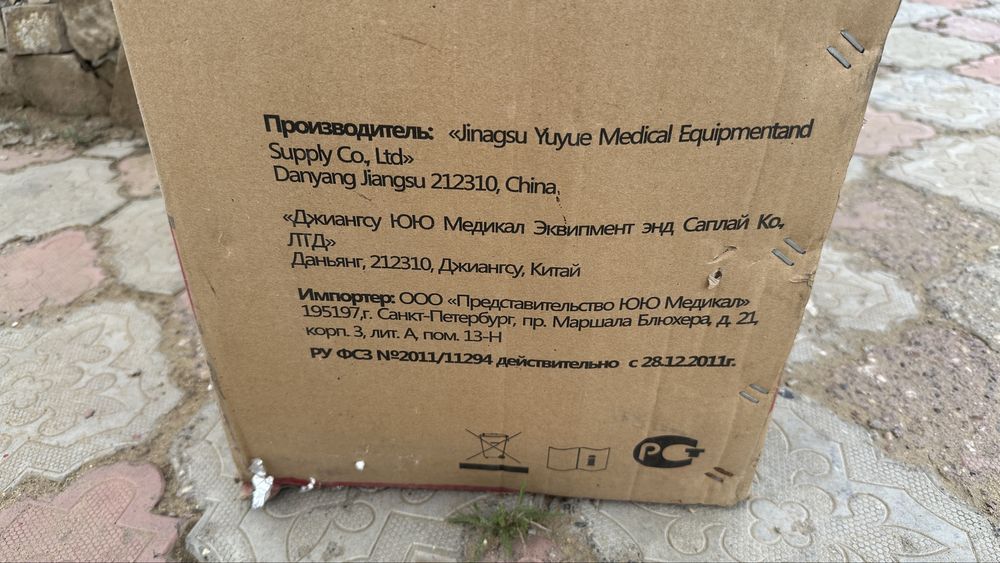 Производитель: «Jinagsu Yuyue Medical Equipmentand
Supply Co., Ltd»
Danyang Jiangsu 212310, China,
«Джиангсу ЮЮ Медикал Эквипмент энд Саплай Ко,
ЛТД»
Даньянг, 212310, Джиангсу, Китай
Импортер: ООО «Представительство ЮЮ Медикал»
195197,г. Санкт-Петербург, пр. Маршала Блюхера, д. 21,
корп. 3, лит. А, пом. 13-Н
РУ ФСЗ №2011/11294 действительно с 28.12.2011г.